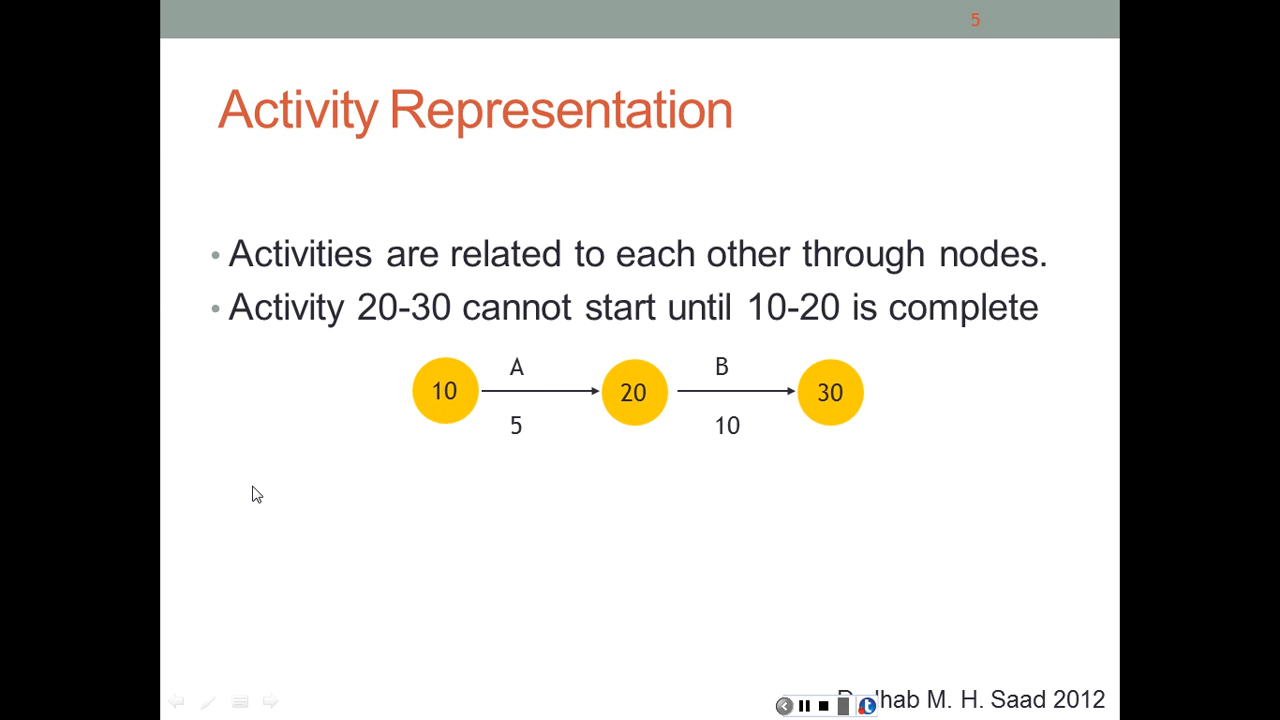 5
Activity Representation
• Activities are related to each other through nodes.
• Activity 20-30 cannot start until 10-20 is complete
A B
10 20 30
5 10
M. H. Saad 2012